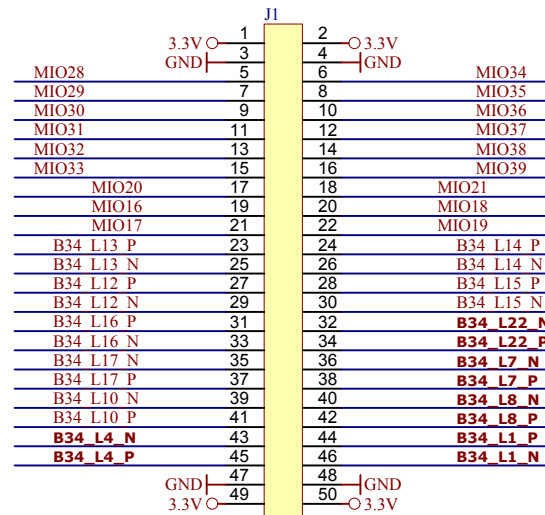 J1
3.3V 1 2 3.3V
GND 3 4 GND
MIO28 5 6 MIO34
MIO29 7 8 MIO35
MIO30 9 10 MIO36
MIO31 11 12 MIO37
MIO32 13 14 MIO38
MIO33 15 16 MIO39
MIO20 17 18 MIO21
MIO16 19 20 MIO18
MIO17 21 22 MIO19
B34_L13_P 23 24 B34_L14_P
B34_L13_N 25 26 B34_L14_N
B34_L12_P 27 28 B34_L15_P
B34_L12_N 29 30 B34_L15_N
B34_L16_P 31 32 B34_L22_N
B34_L16_N 33 34 B34_L22_P
B34_L17_N 35 36 B34_L7_N
B34_L17_P 37 38 B34_L7_P
B34_L10_N 39 40 B34_L8_N
B34_L10_P 41 42 B34_L8_P
B34_L4_N 43 44 B34_L1_P
B34_L4_P 45 46 B34_L1_N
GND 47 48 GND
3.3V 49 50 3.3V